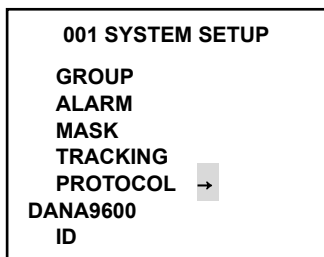 001 SYSTEM SETUP
GROUP
ALARM
MASK
TRACKING
PROTOCOL →
DANA9600
ID